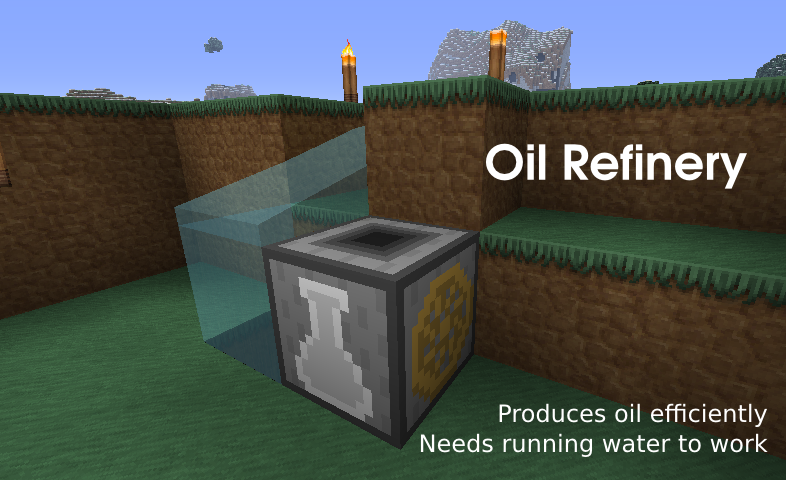 Oil Refinery
Produces oil efficiently
Needs running water to work